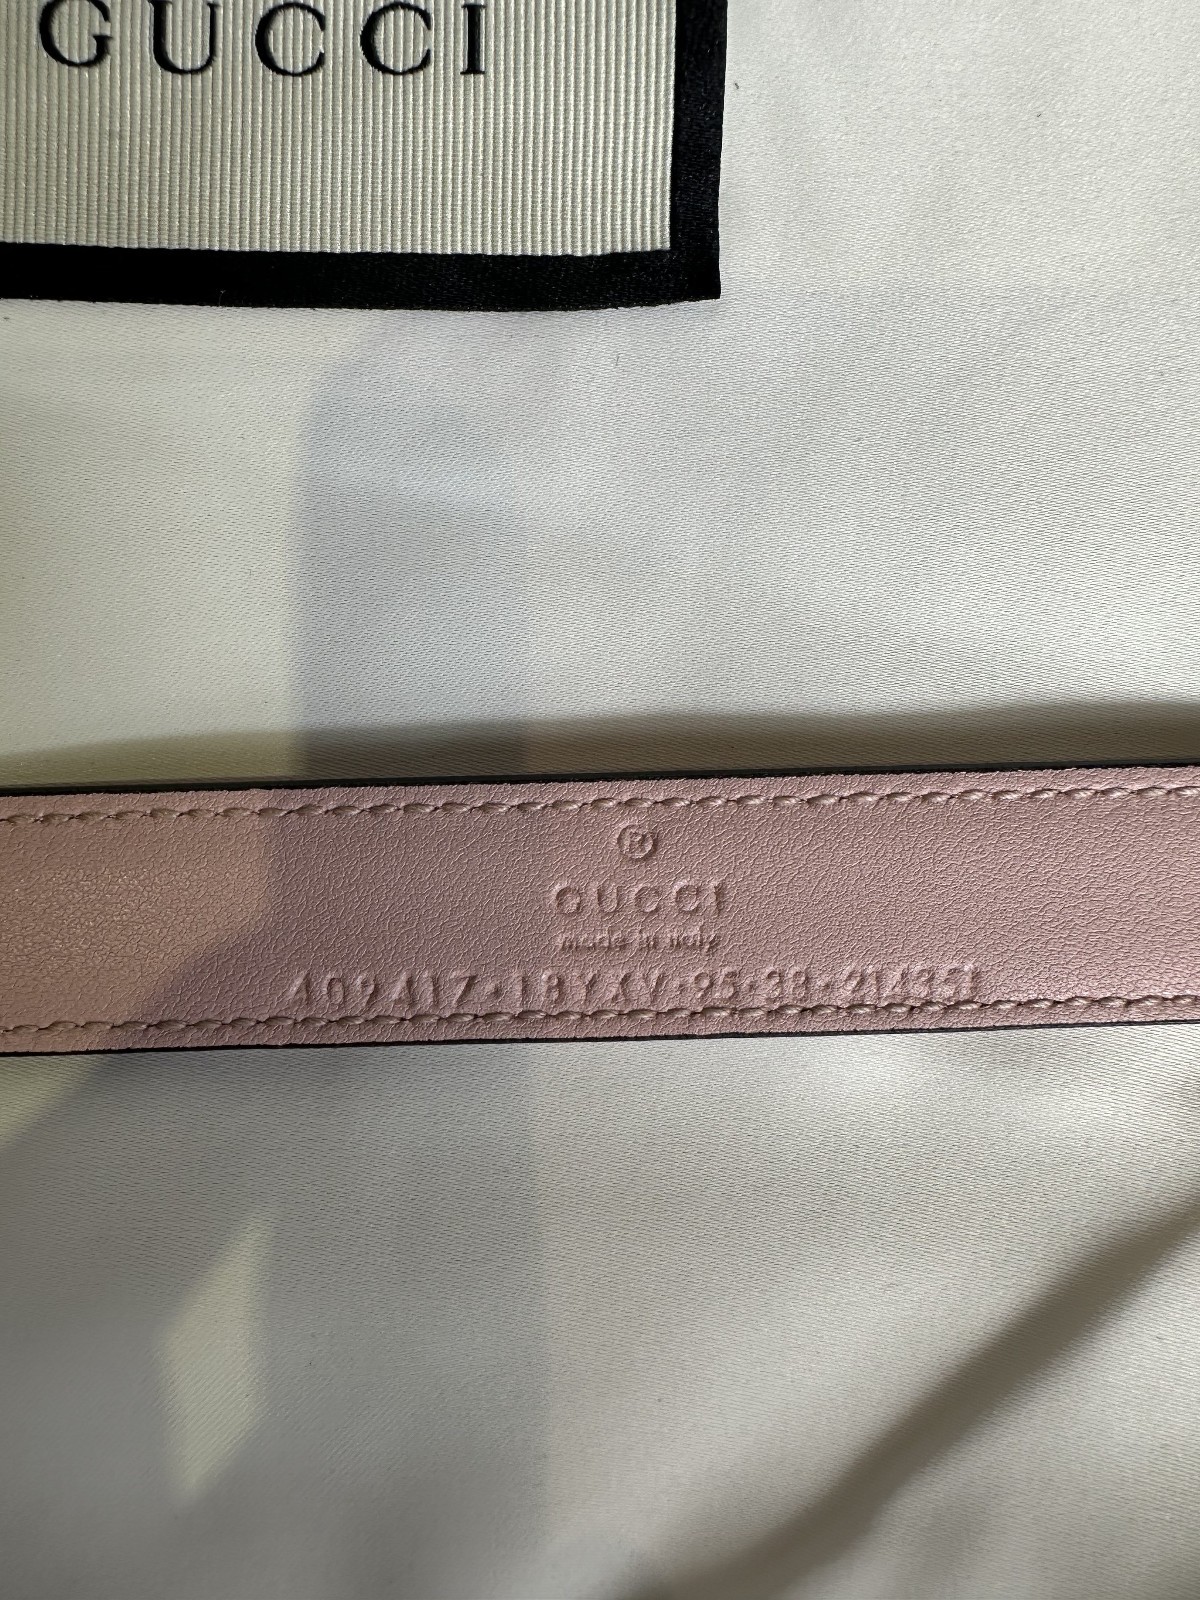 GUCCI
®
GUCCI
made in italy
409417·18YXV·95·38·214351